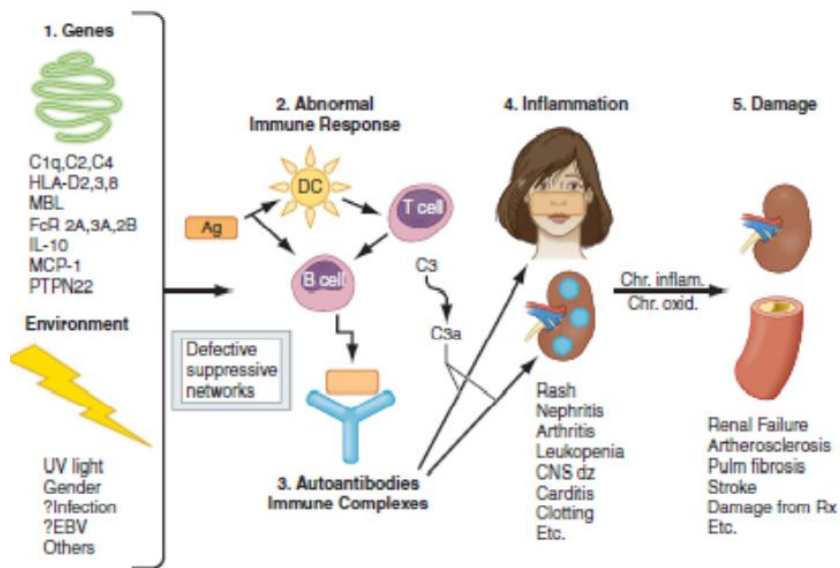 1. Genes
C1q,C2,C4
HLA-D2,3,8
MBL
FcR 2A,3A,2B
IL-10
MCP-1
PTPN22
Environment
UV light
Gender
?Infection
?EBV
Others
2. Abnormal
Immune Response
Ag
DC
T cell
B cell
C3
C3a
Defective
suppressive
networks
3. Autoantibodies
Immune Complexes
4. Inflammation
Rash
Nephritis
Arthritis
Leukopenia
CNS dz
Carditis
Clotting
Etc.
Chr. inflam.
Chr. oxid.
5. Damage
Renal Failure
Artherosclerosis
Pulm fibrosis
Stroke
Damage from Rx
Etc.